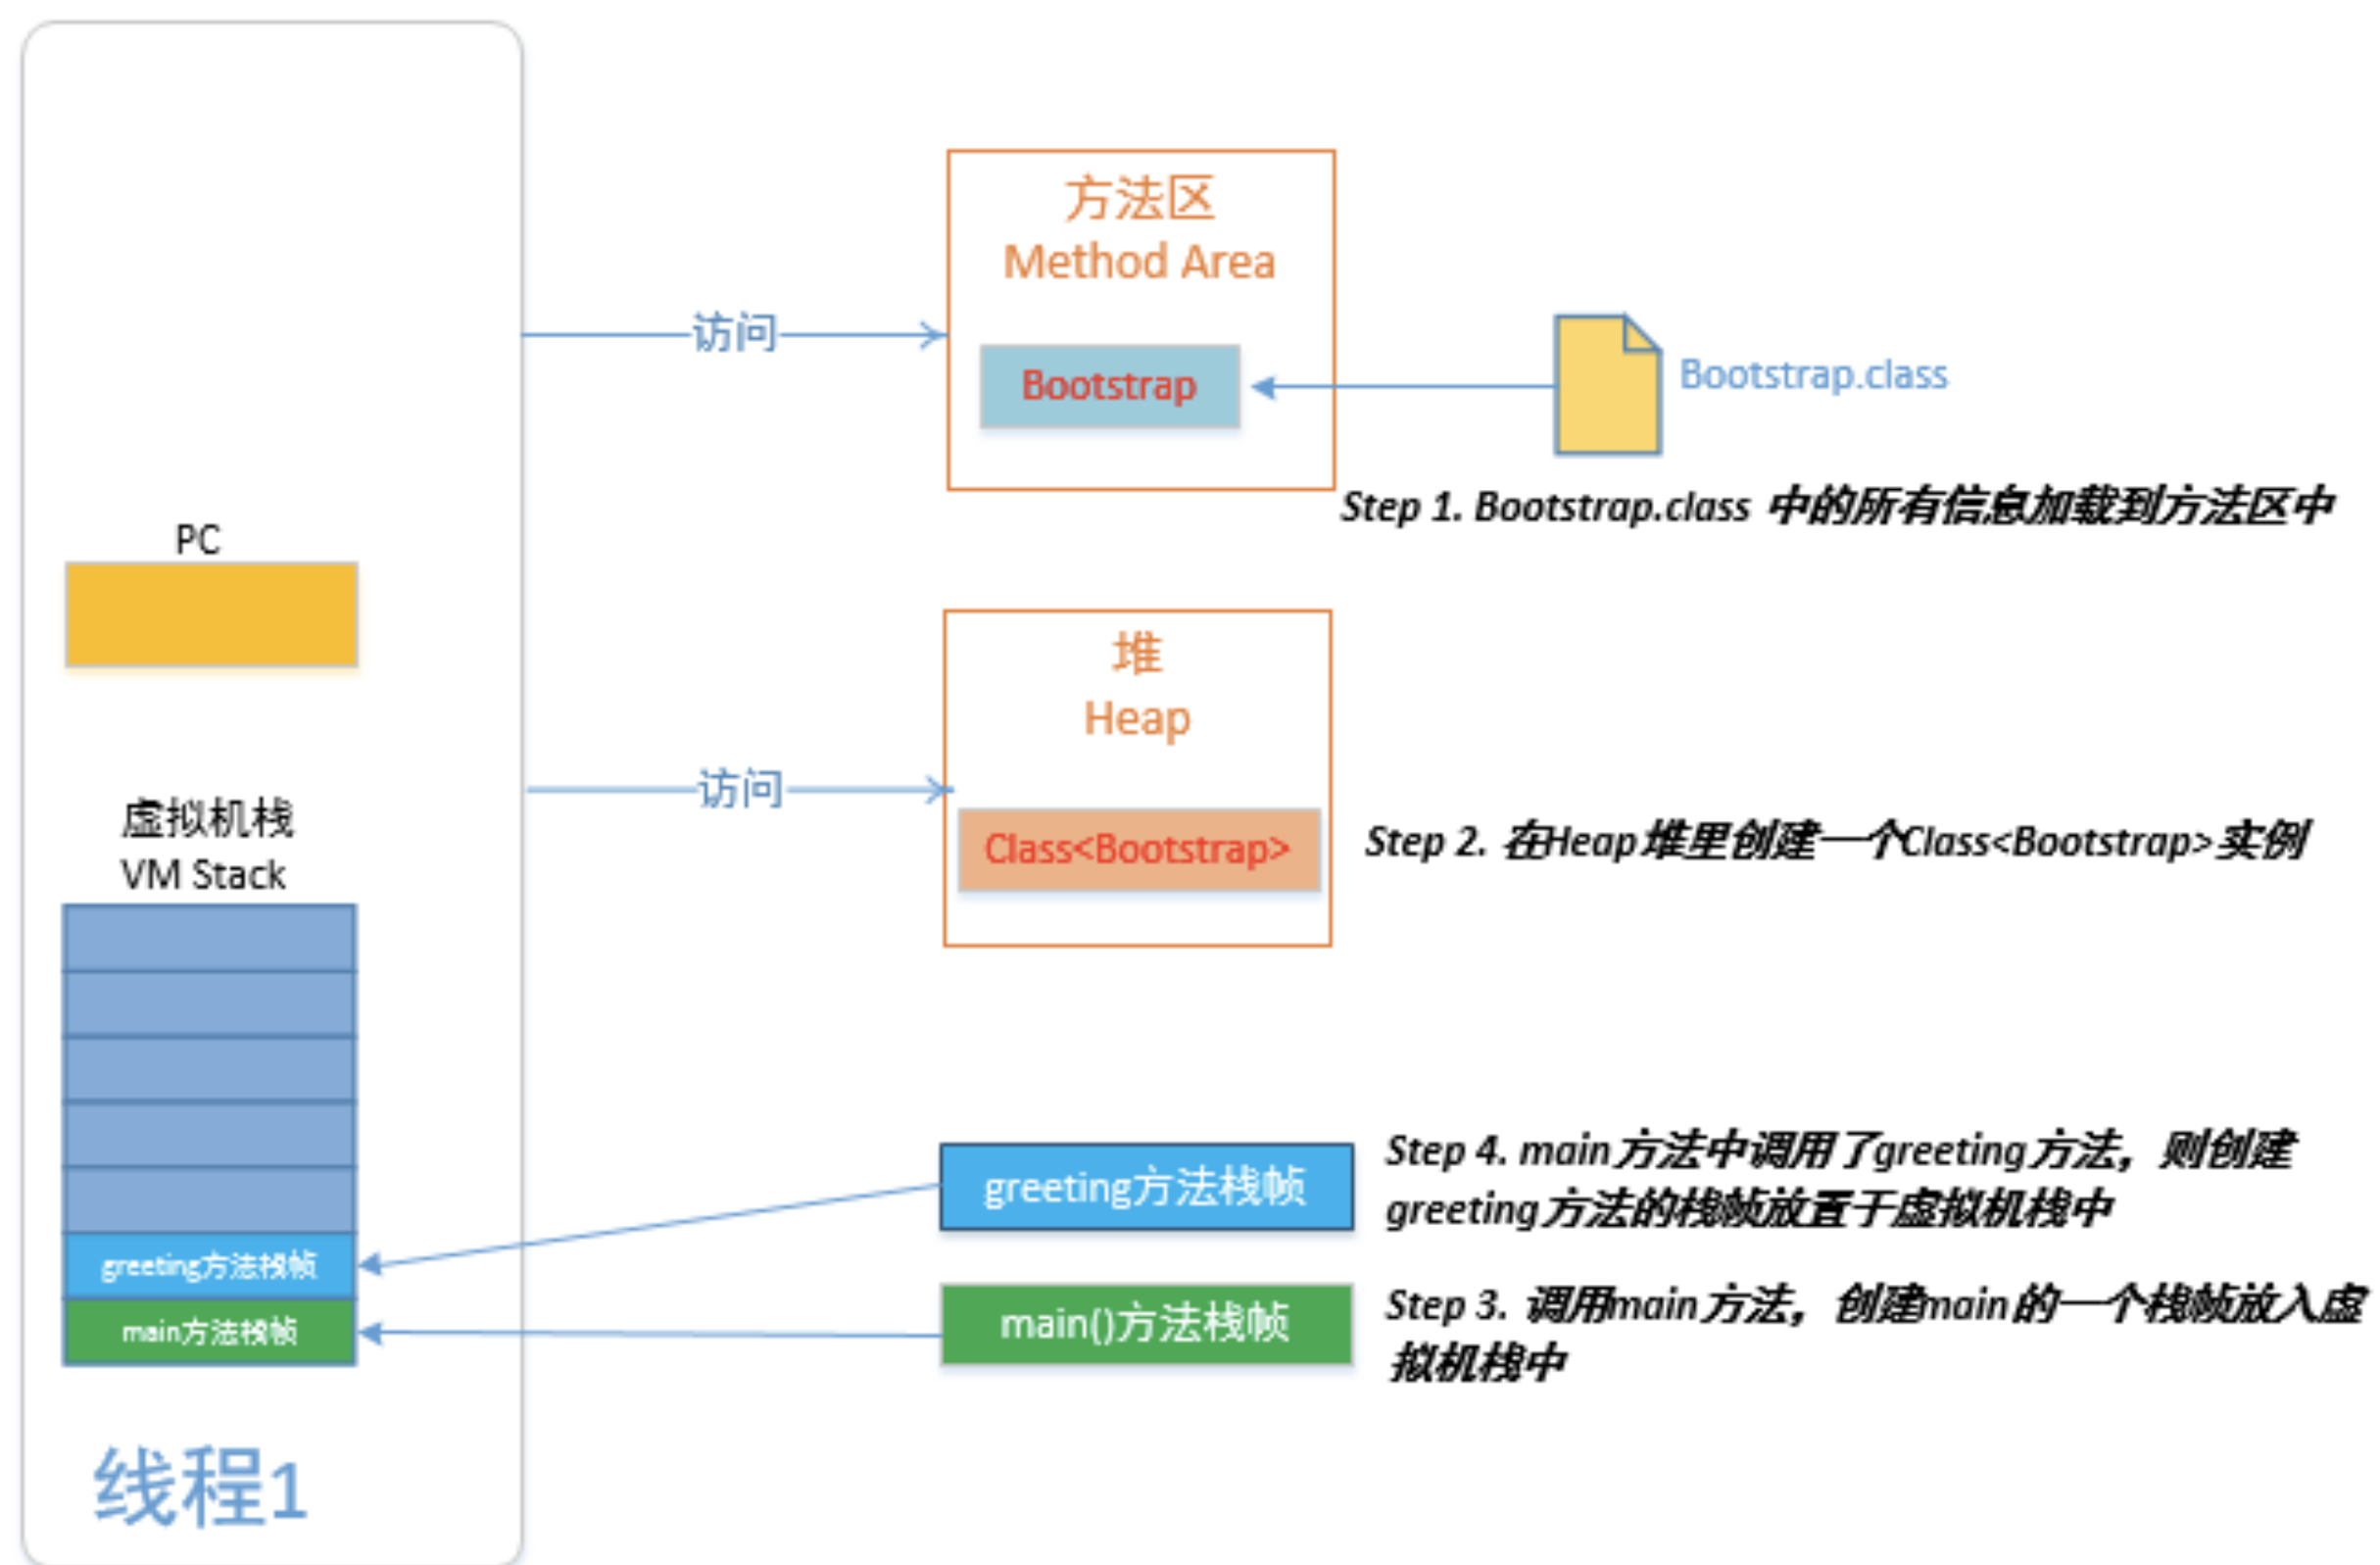 方法区
Method Area
访问
Bootstrap
Bootstrap.class
Step 1. Bootstrap.class 中的所有信息加载到方法区中
PC
堆
Heap
访问
Class<Bootstrap>
Step 2. 在Heap堆里创建一个Class<Bootstrap>实例
虚拟机栈
VM Stack
greeting方法栈帧
Step 4. main方法中调用了greeting方法，则创建
greeting方法的栈帧放置于虚拟机栈中
greeting方法栈帧
main()方法栈帧
Step 3. 调用main方法，创建main的一个栈帧放入虚
拟机栈中
main方法栈帧
线程1